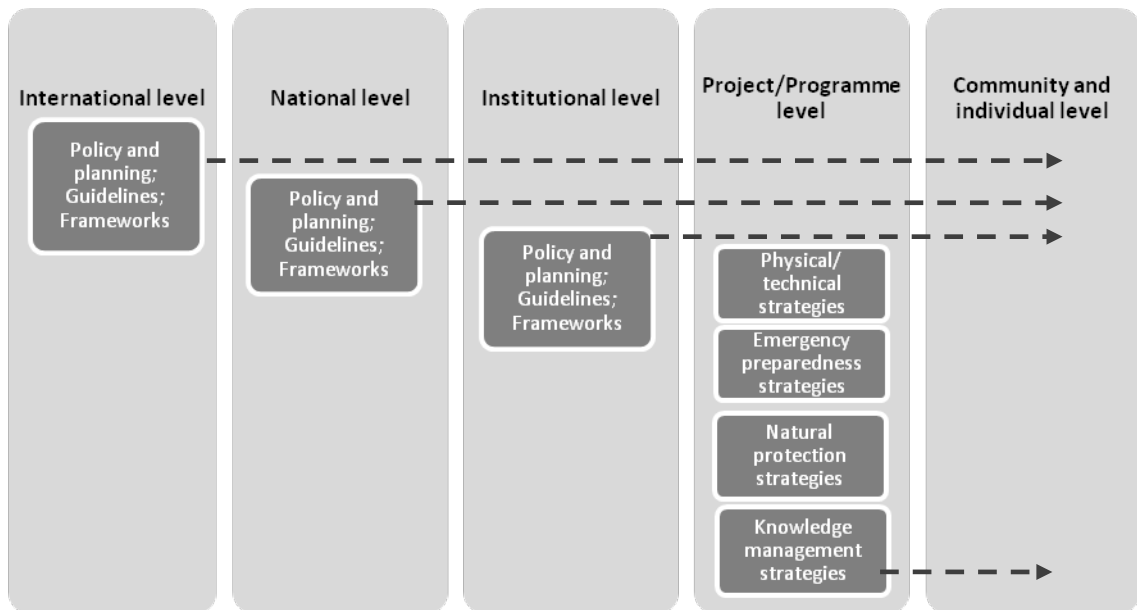 International level
Policy and
planning;
Guidelines;
Frameworks
National level
Policy and
planning;
Guidelines;
Frameworks
Institutional level
Policy and
planning;
Guidelines;
Frameworks
Project/Programme
level
Physical/
technical
strategies
Emergency
preparedness
strategies
Natural
protection
strategies
Knowledge
management
strategies
Community and
individual level